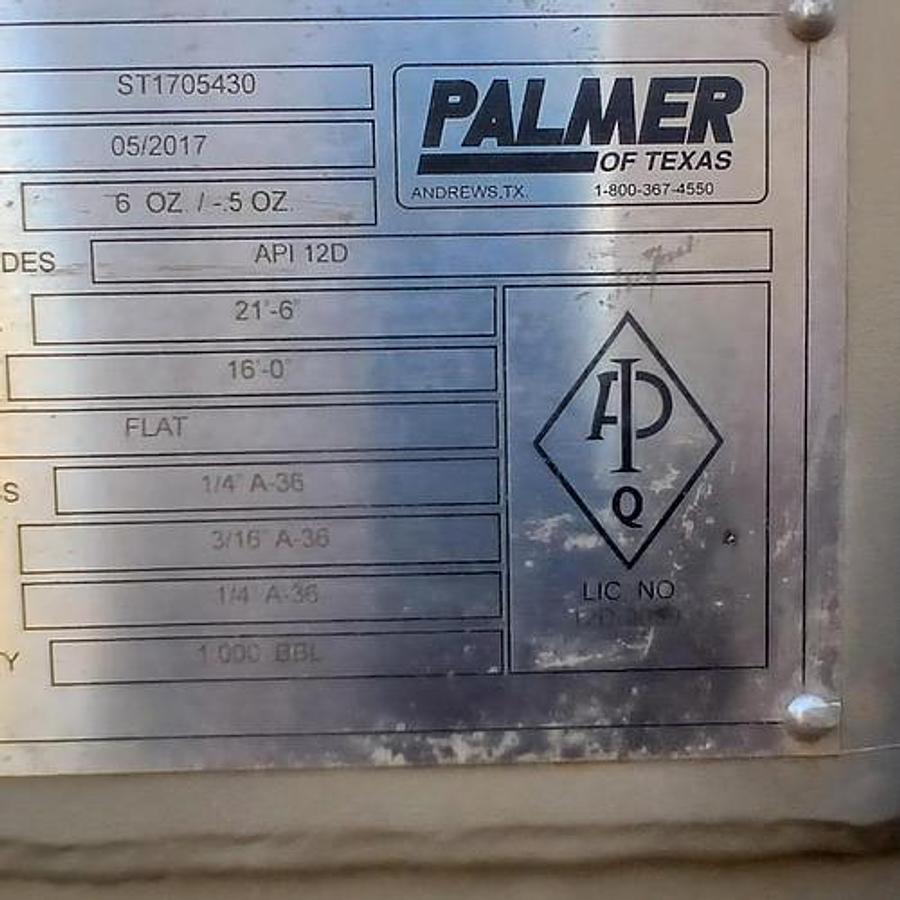 ST1705430
PALMER
OF TEXAS
ANDREWS,TX. 1-800-367-4550
05/2017
6 OZ. / -.5 OZ.
DES API 12D
21'-6"
16'-0"
FLAT
S 1/4" A-36
3/16" A-36
1/4" A-36
Y 1,000 BBL
API
Q
LIC NO